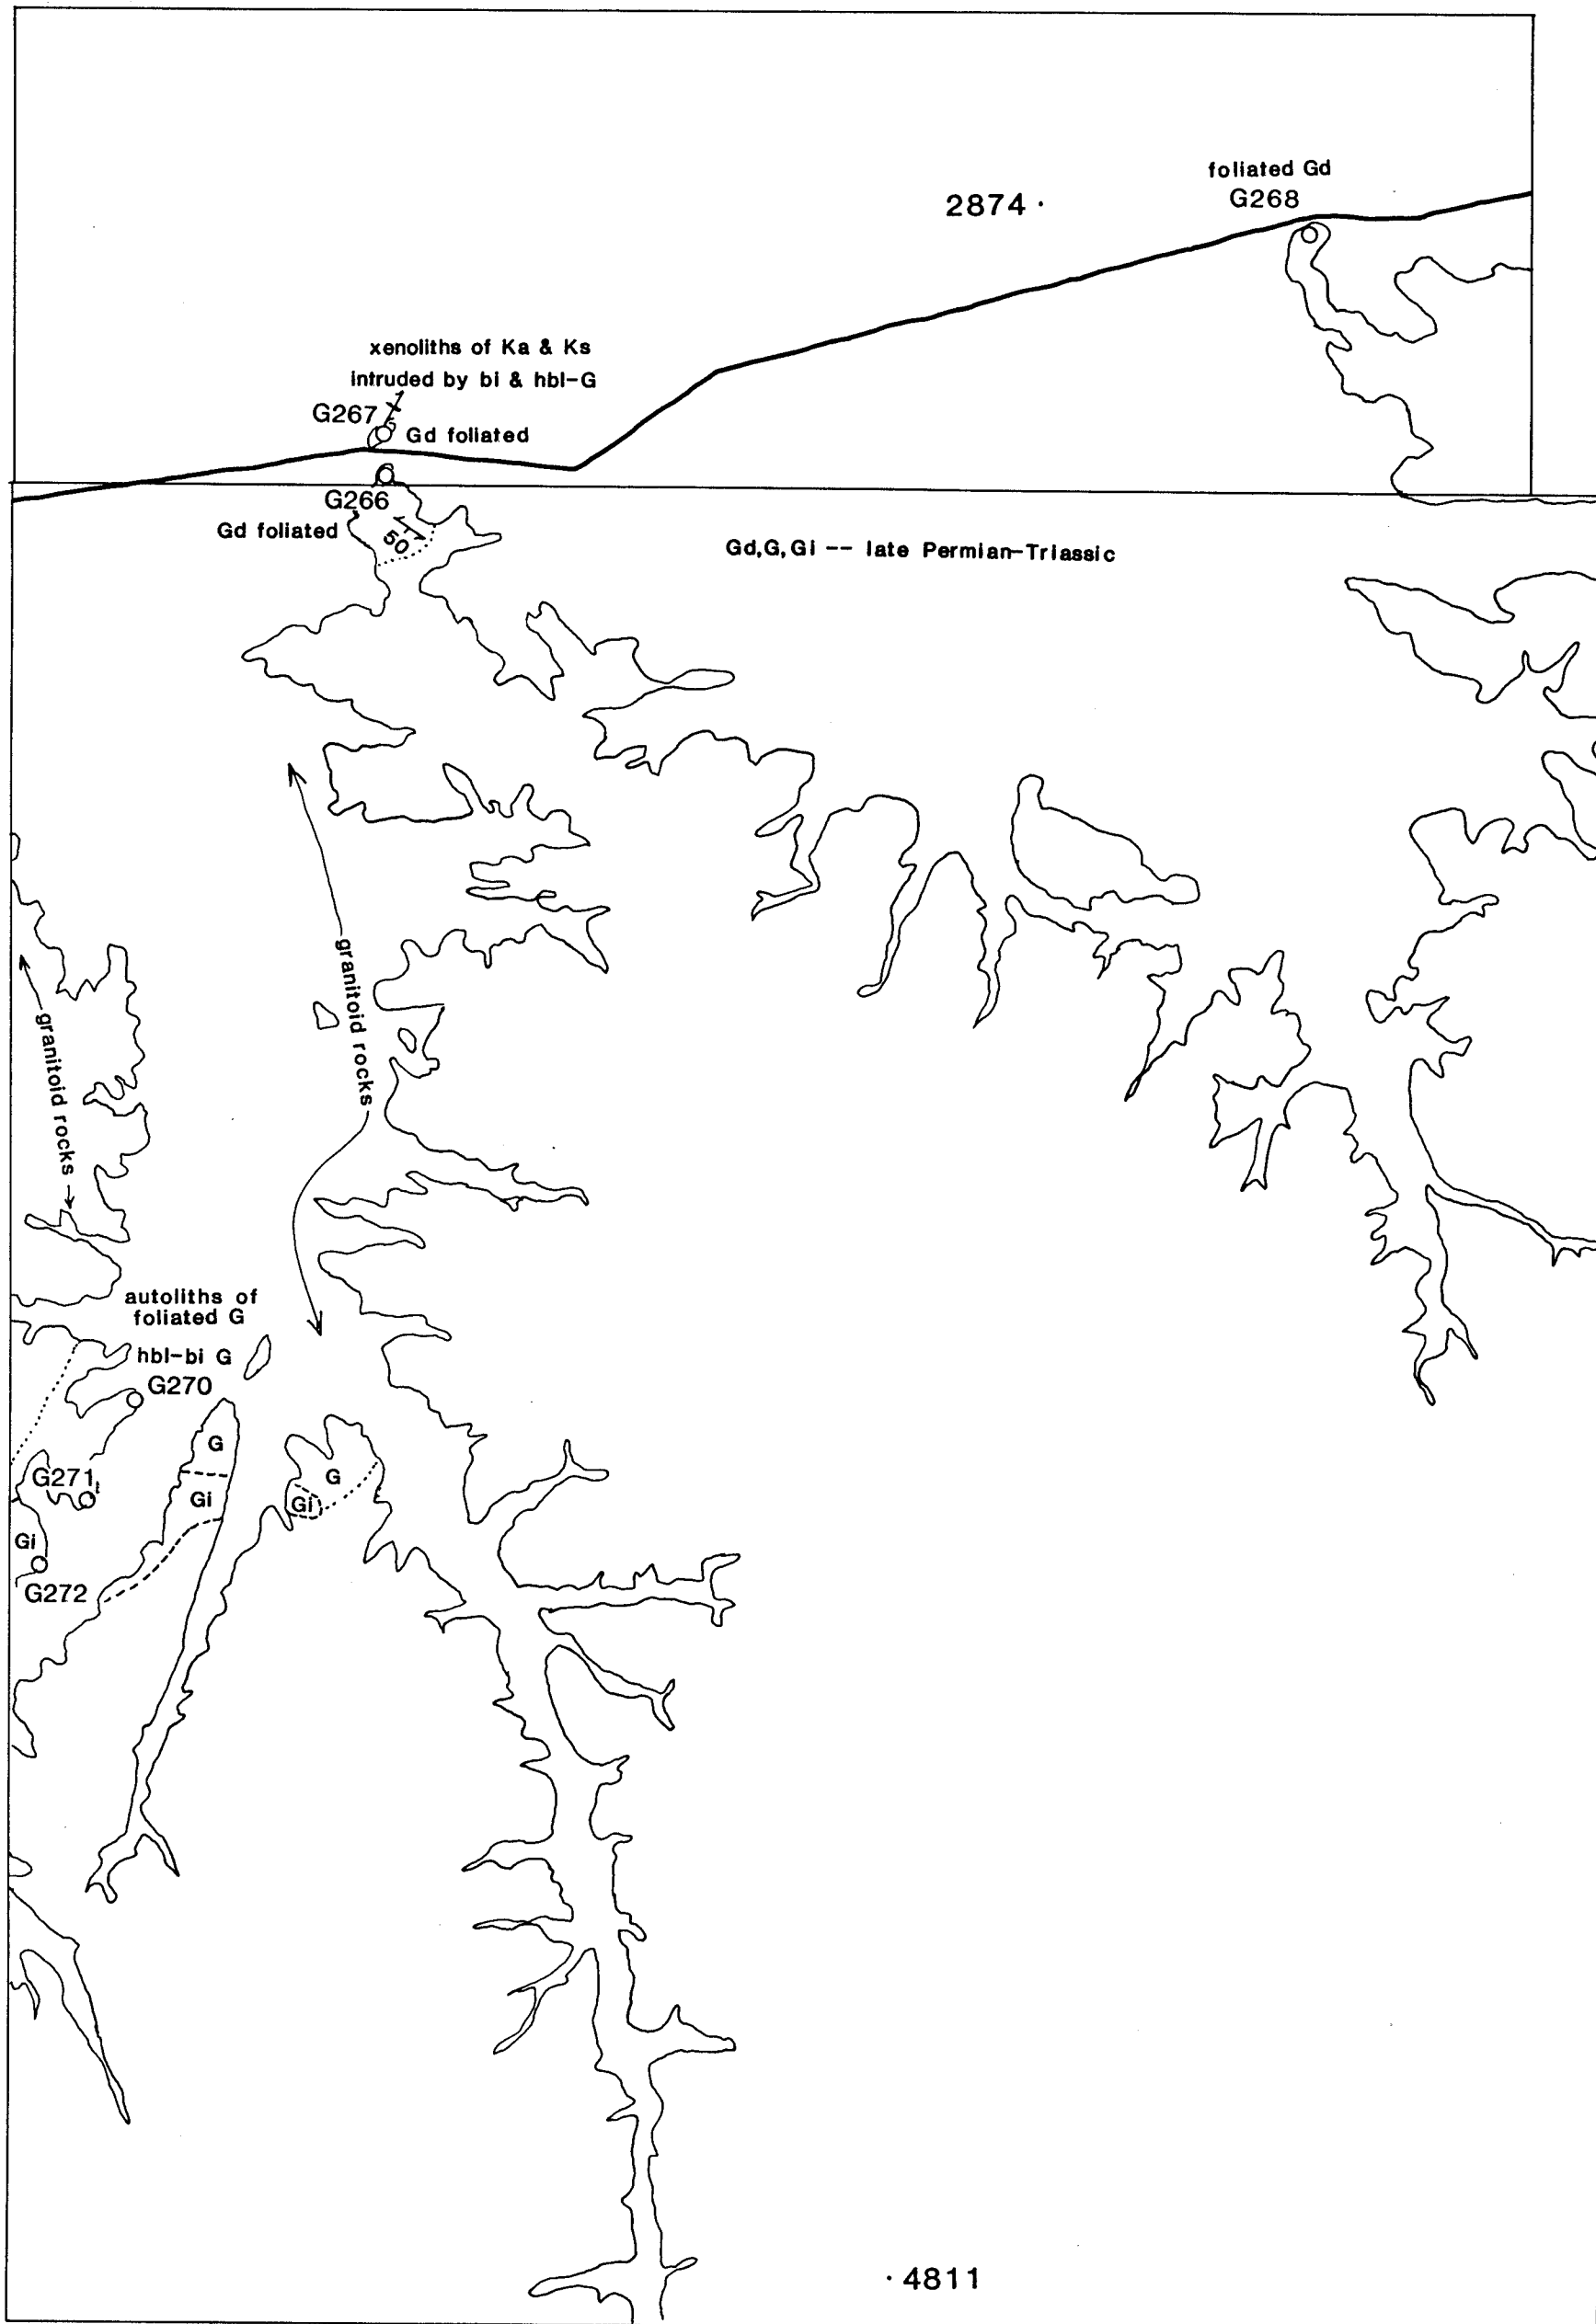 foliated Gd
2874 ·
G268
xenoliths of Ka & Ks
intruded by bi & hbl-G
G267
Gd foliated
G266
Gd foliated
50
Gd,G,Gi -- late Permian-Triassic
granitoid rocks
granitoid rocks
autoliths of
foliated G
hbl-bi G
G270
G
G
G271
Gi
Gi
Gi
G272
· 4811